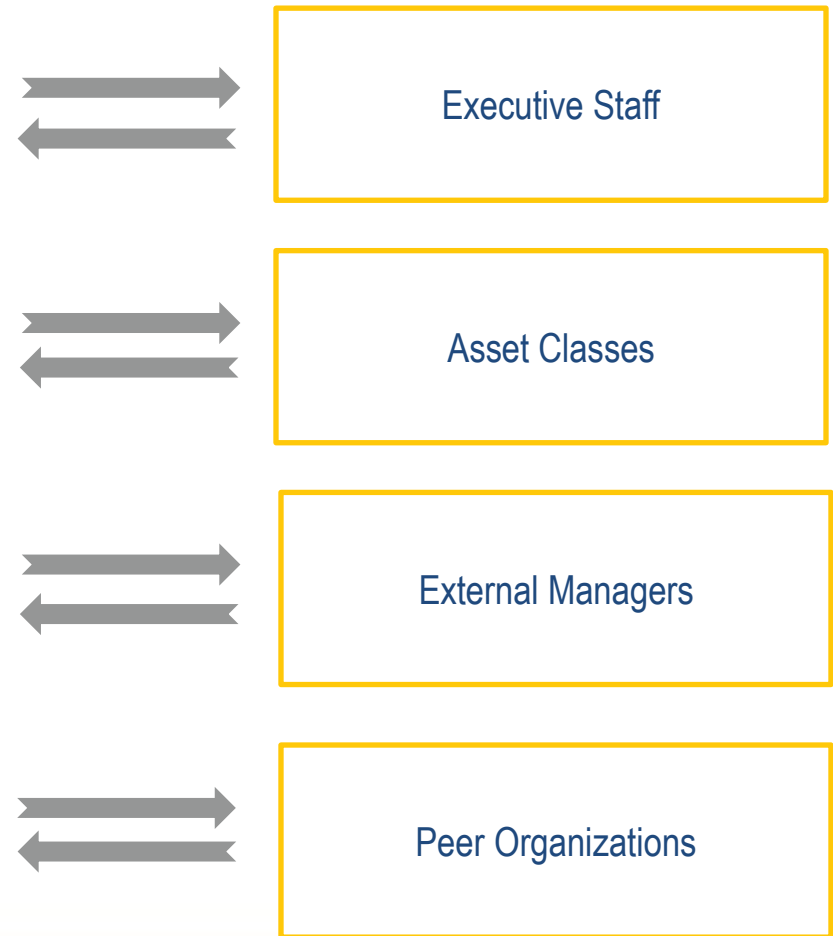 Executive Staff
Asset Classes
External Managers
Peer Organizations